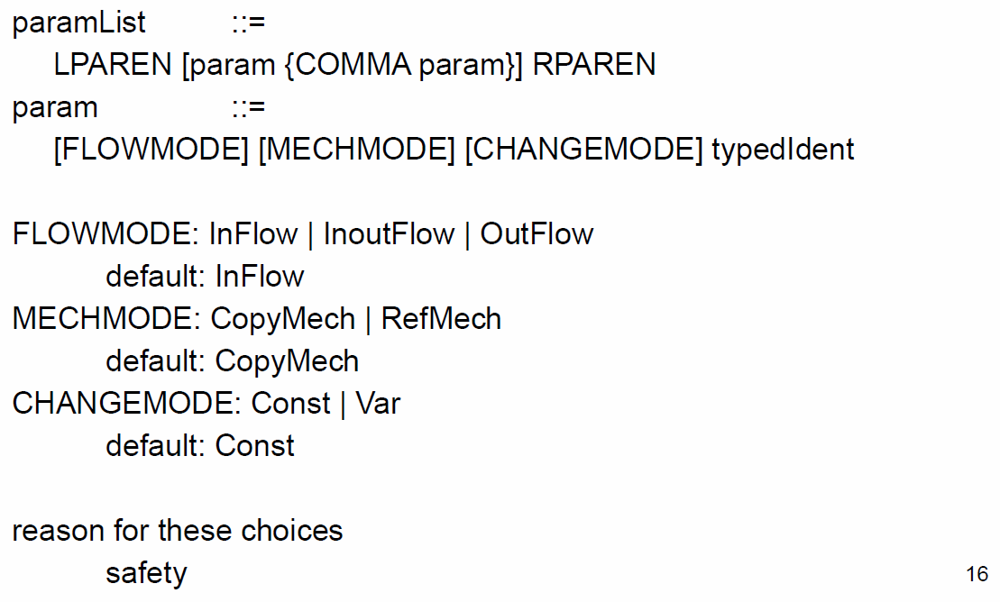 paramList ::=
LPAREN [param {COMMA param}] RPAREN
param ::=
[FLOWMODE] [MECHMODE] [CHANGEMODE] typedIdent
FLOWMODE: InFlow | InoutFlow | OutFlow
default: InFlow
MECHMODE: CopyMech | RefMech
default: CopyMech
CHANGEMODE: Const | Var
default: Const
reason for these choices
safety
16